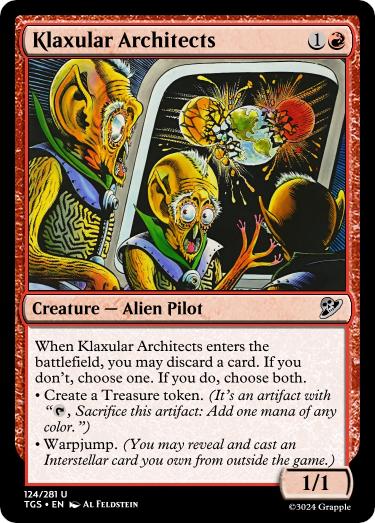 Klaxular Architects 1
Creature — Alien Pilot
When Klaxular Architects enters the
battlefield, you may discard a card. If you
don't, choose one. If you do, choose both.
• Create a Treasure token. (It's an artifact with
“, Sacrifice this artifact: Add one mana of any
color.”)
• Warpjump. (You may reveal and cast an
Interstellar card you own from outside the game.)
1/1
124/281 U
TGS • EN Al Feldstein
©3024 Grapple